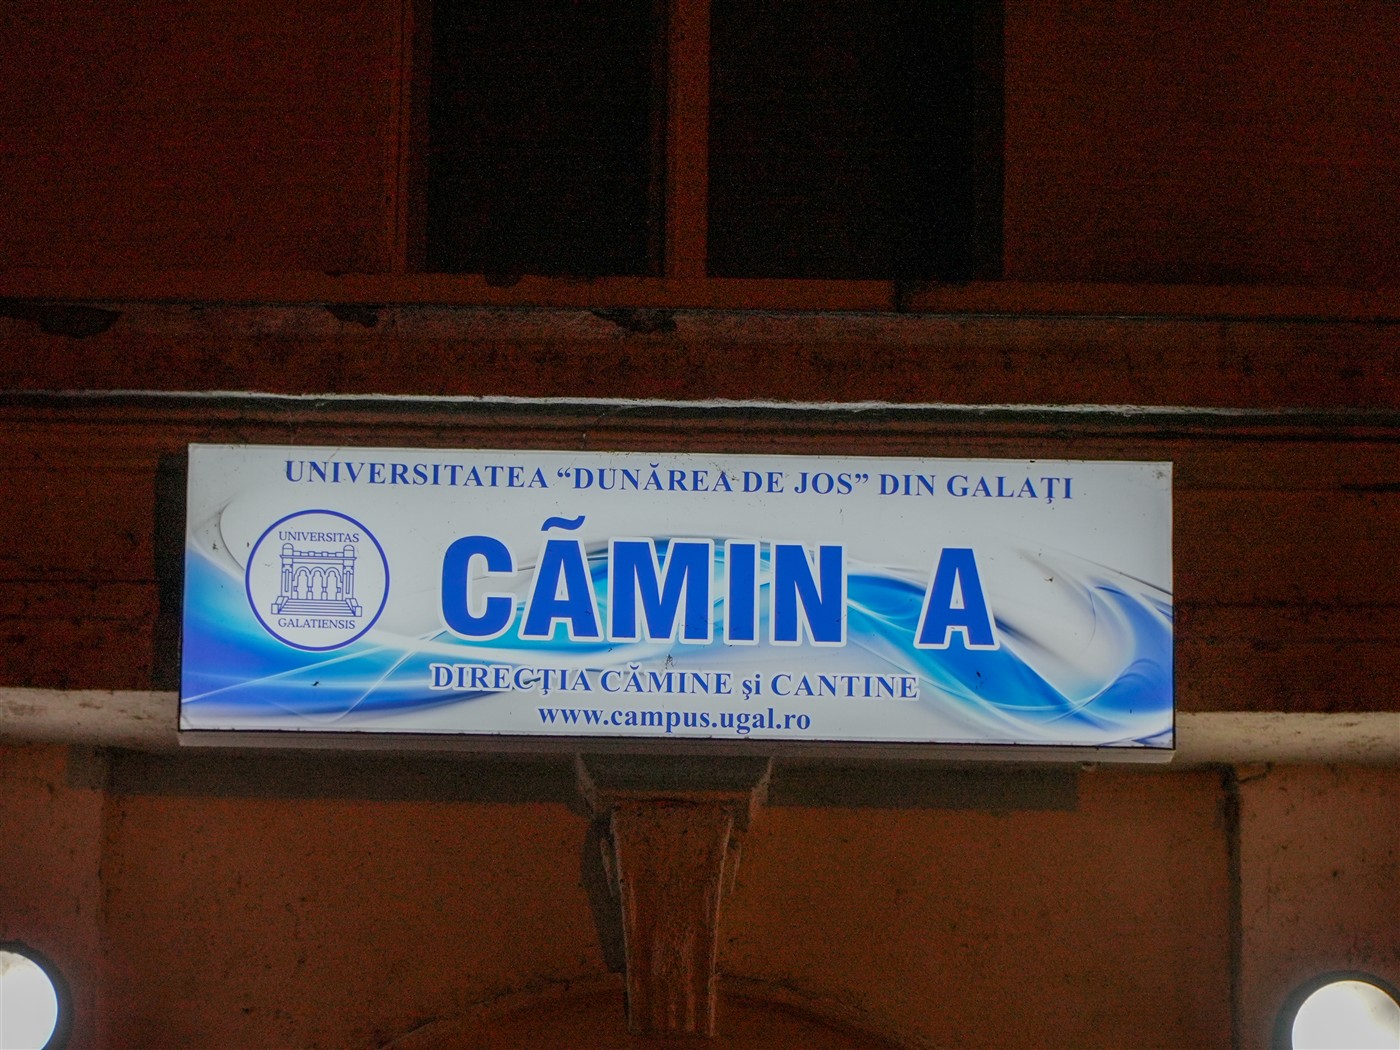 UNIVERSITATEA “DUNĂREA DE JOS” DIN GALAŢI
UNIVERSITAS
GALATIENSIS
CÃMIN A
DIRECŢIA CĂMINE şi CANTINE
www.campus.ugal.ro